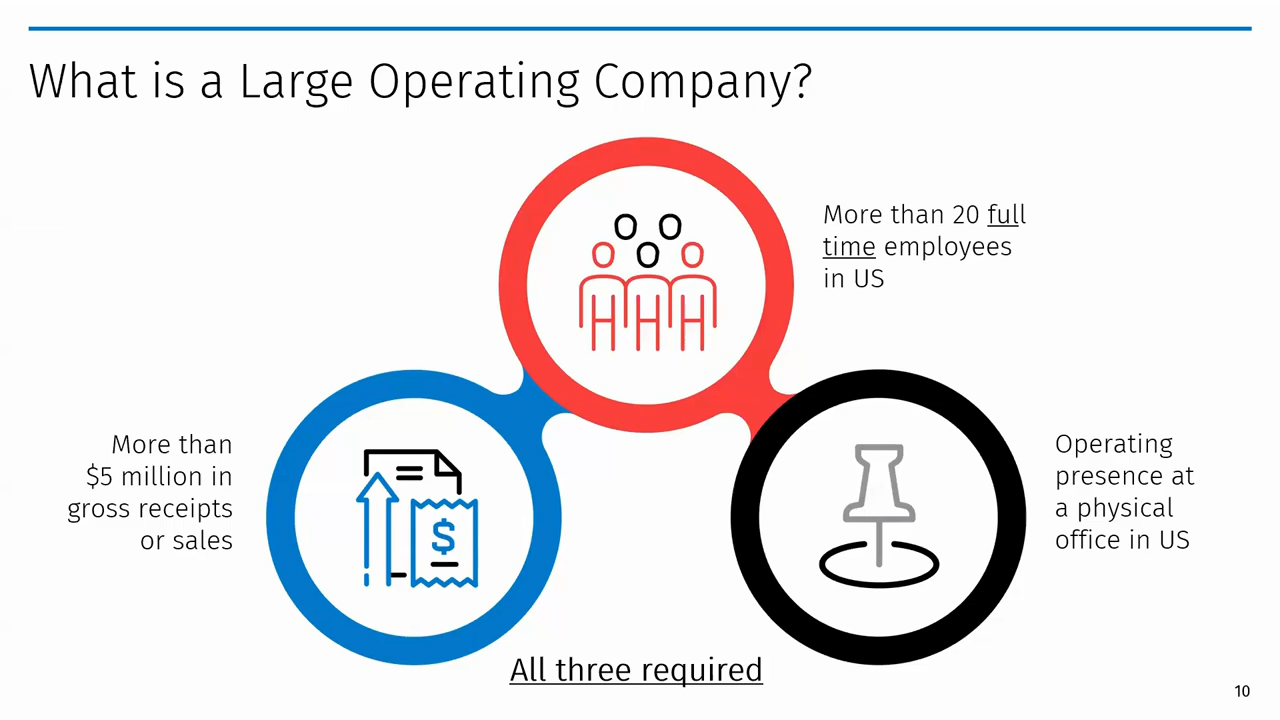 What is a Large Operating Company?
More than 20 full
time employees
in US
More than
$5 million in
gross receipts
or sales
$
Operating
presence at
a physical
office in US
All three required
10